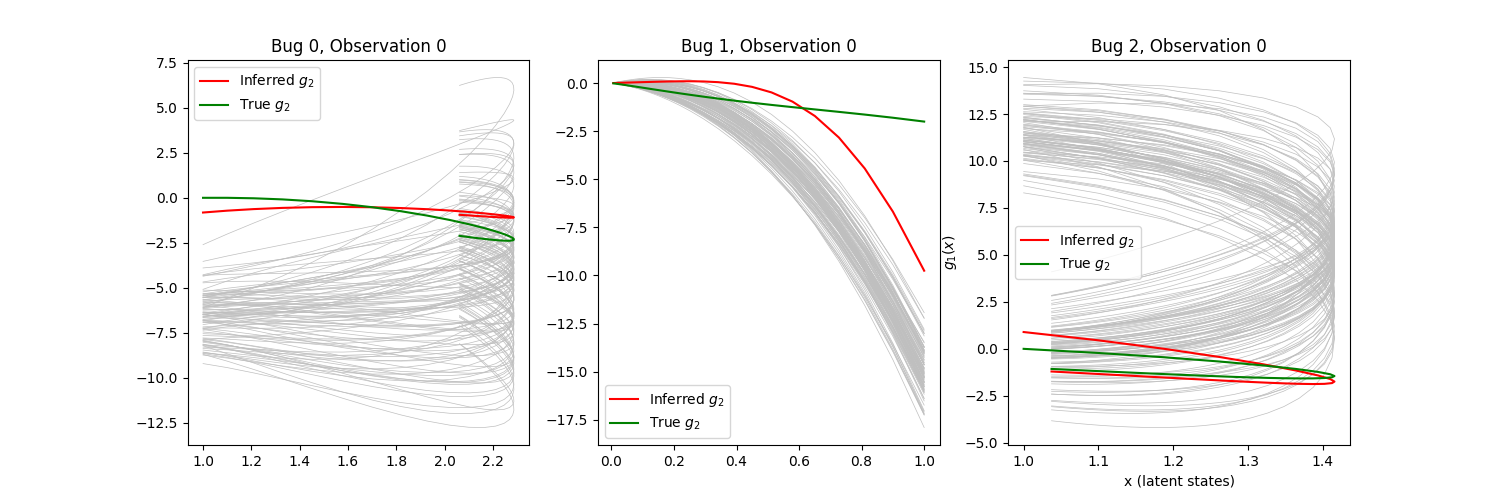 Bug 0, Observation 0
7.5
5.0
2.5
0.0
−2.5
−5.0
−7.5
−10.0
−12.5
1.0 1.2 1.4 1.6 1.8 2.0 2.2
Inferred g₂
True g₂
Bug 1, Observation 0
0.0
−2.5
−5.0
−7.5
−10.0
−12.5
−15.0
−17.5
0.0 0.2 0.4 0.6 0.8 1.0
Inferred g₂
True g₂
Bug 2, Observation 0
g₁(x)
15.0
12.5
10.0
7.5
5.0
2.5
0.0
−2.5
−5.0
1.0 1.1 1.2 1.3 1.4
x (latent states)
Inferred g₂
True g₂